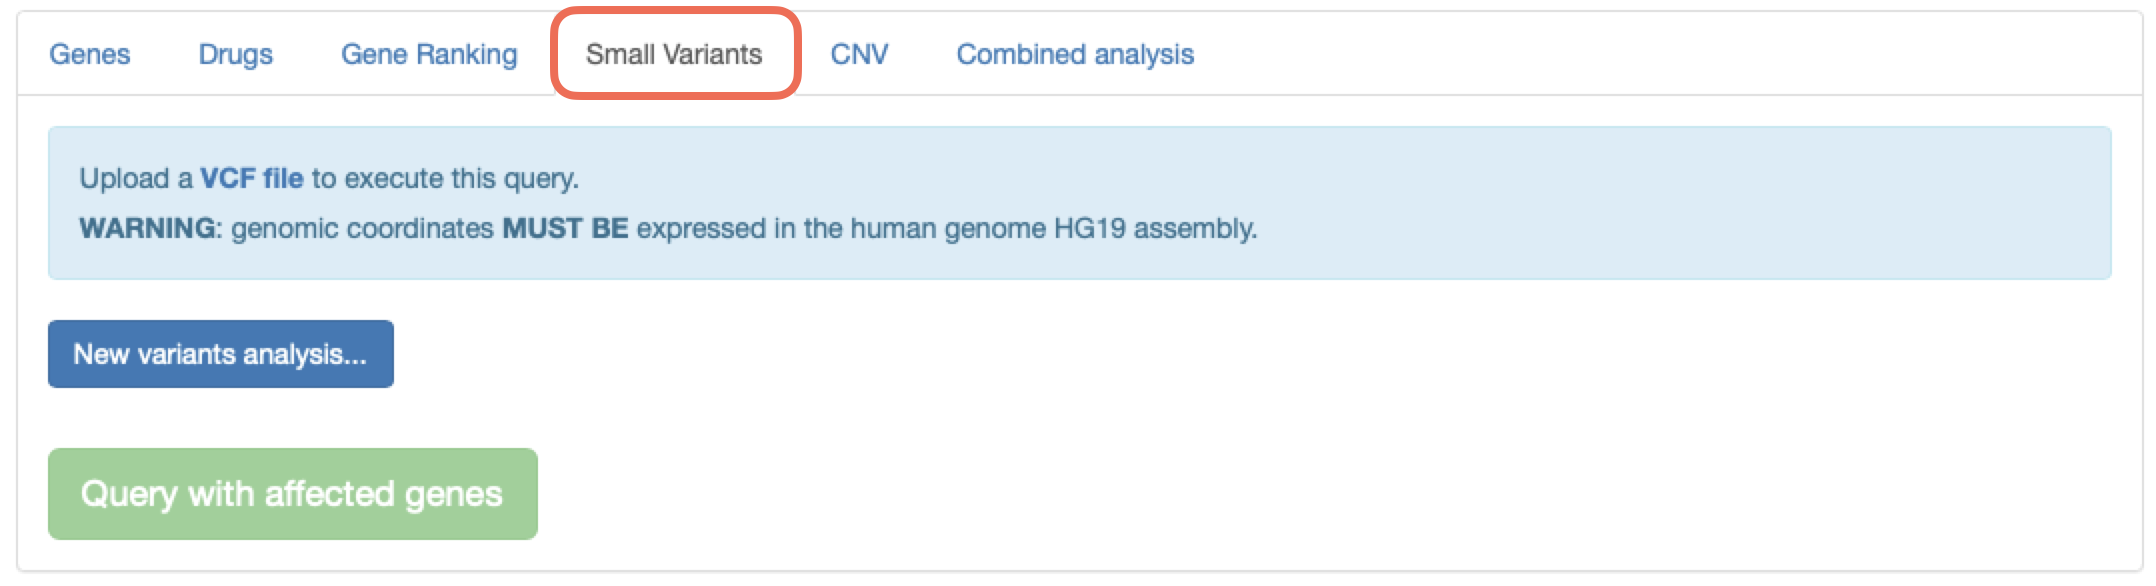 Genes Drugs Gene Ranking Small Variants CNV Combined analysis
Upload a VCF file to execute this query.
WARNING: genomic coordinates MUST BE expressed in the human genome HG19 assembly.
New variants analysis...
Query with affected genes